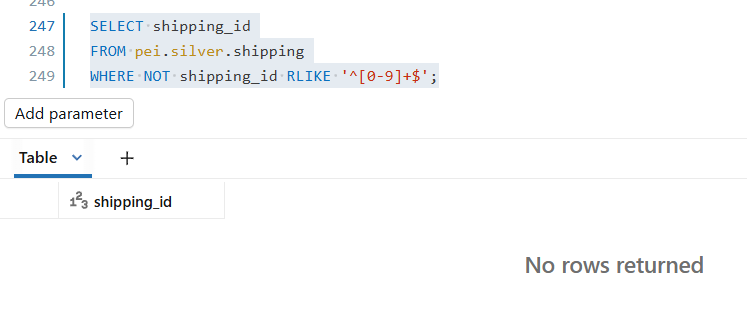 246
247 SELECT shipping_id
248 FROM pei.silver.shipping
249 WHERE NOT shipping_id RLIKE '^[0-9]+$';
Add parameter
Table +
123 shipping_id
No rows returned